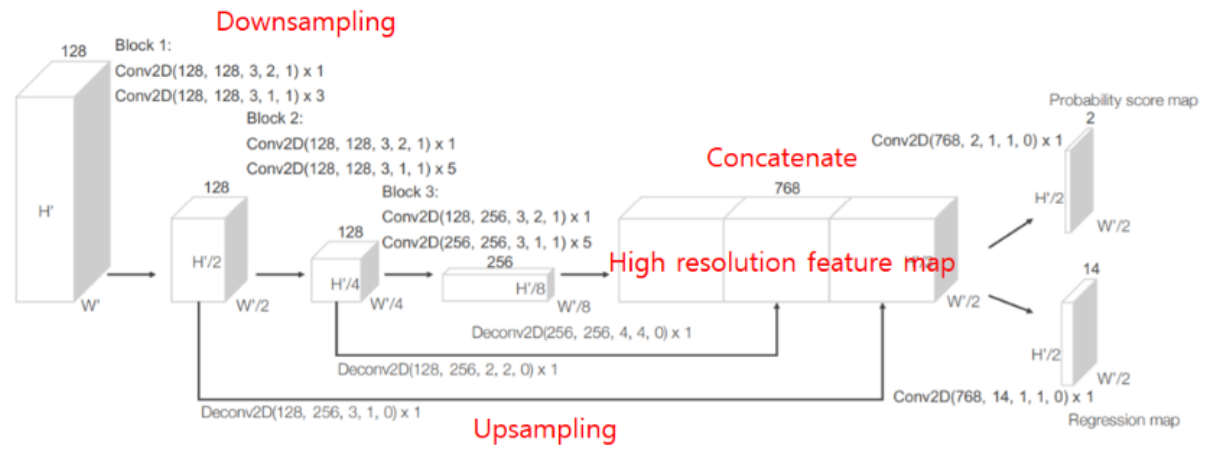 Downsampling
128
Block 1:
Conv2D(128, 128, 3, 2, 1) x 1
Conv2D(128, 128, 3, 1, 1) x 3
H'
W'
Block 2:
Conv2D(128, 128, 3, 2, 1) x 1
Conv2D(128, 128, 3, 1, 1) x 5
128
H'/2
W'/2
Block 3:
Conv2D(128, 256, 3, 2, 1) x 1
Conv2D(256, 256, 3, 1, 1) x 5
128
H'/4
W'/4
256
H'/8
W'/8
Concatenate
768
High resolution feature map
W'/2
Deconv2D(256, 256, 4, 4, 0) x 1
Deconv2D(128, 256, 2, 2, 0) x 1
Deconv2D(128, 256, 3, 1, 0) x 1
Upsampling
Probability score map
2
Conv2D(768, 2, 1, 1, 0) x 1
H'/2
W'/2
14
H'/2
W'/2
Conv2D(768, 14, 1, 1, 0) x 1
Regression map